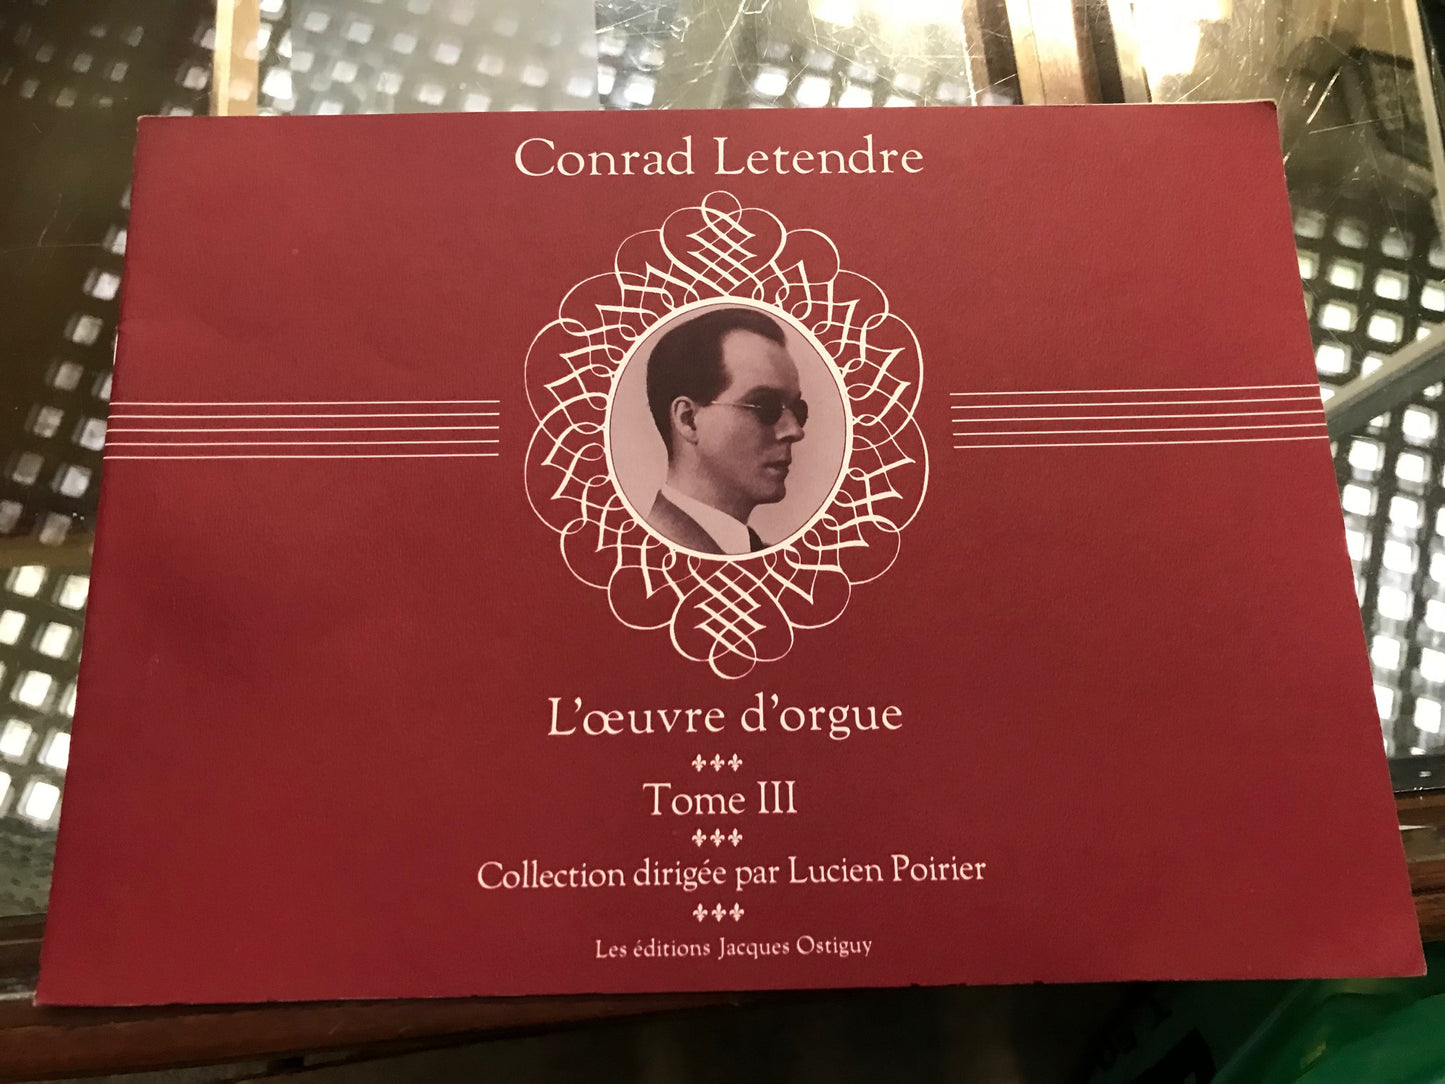 Conrad Letendre
L'œuvre d'orgue
Tome III
Collection dirigée par Lucien Poirier
Les éditions Jacques Ostiguy